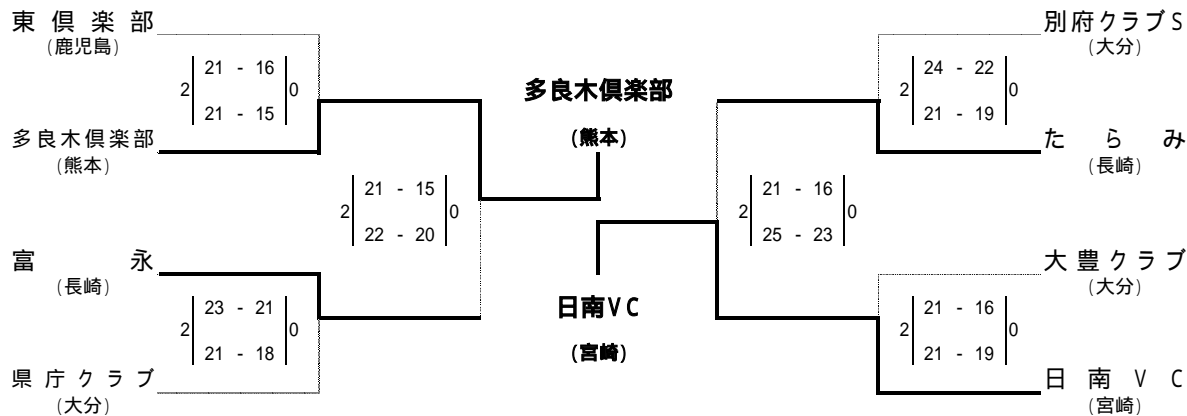 東倶楽部
(鹿児島)
2 21 - 16 0
21 - 15
多良木倶楽部
(熊本)
2 21 - 15 0
22 - 20
富永
(長崎)
2 23 - 21 0
21 - 18
県庁クラブ
(大分)
多良木倶楽部
(熊本)
日南VC
(宮崎)
別府クラブS
(大分)
2 24 - 22 0
21 - 19
たらみ
(長崎)
2 21 - 16 0
25 - 23
大豊クラブ
(大分)
2 21 - 16 0
21 - 19
日南VC
(宮崎)